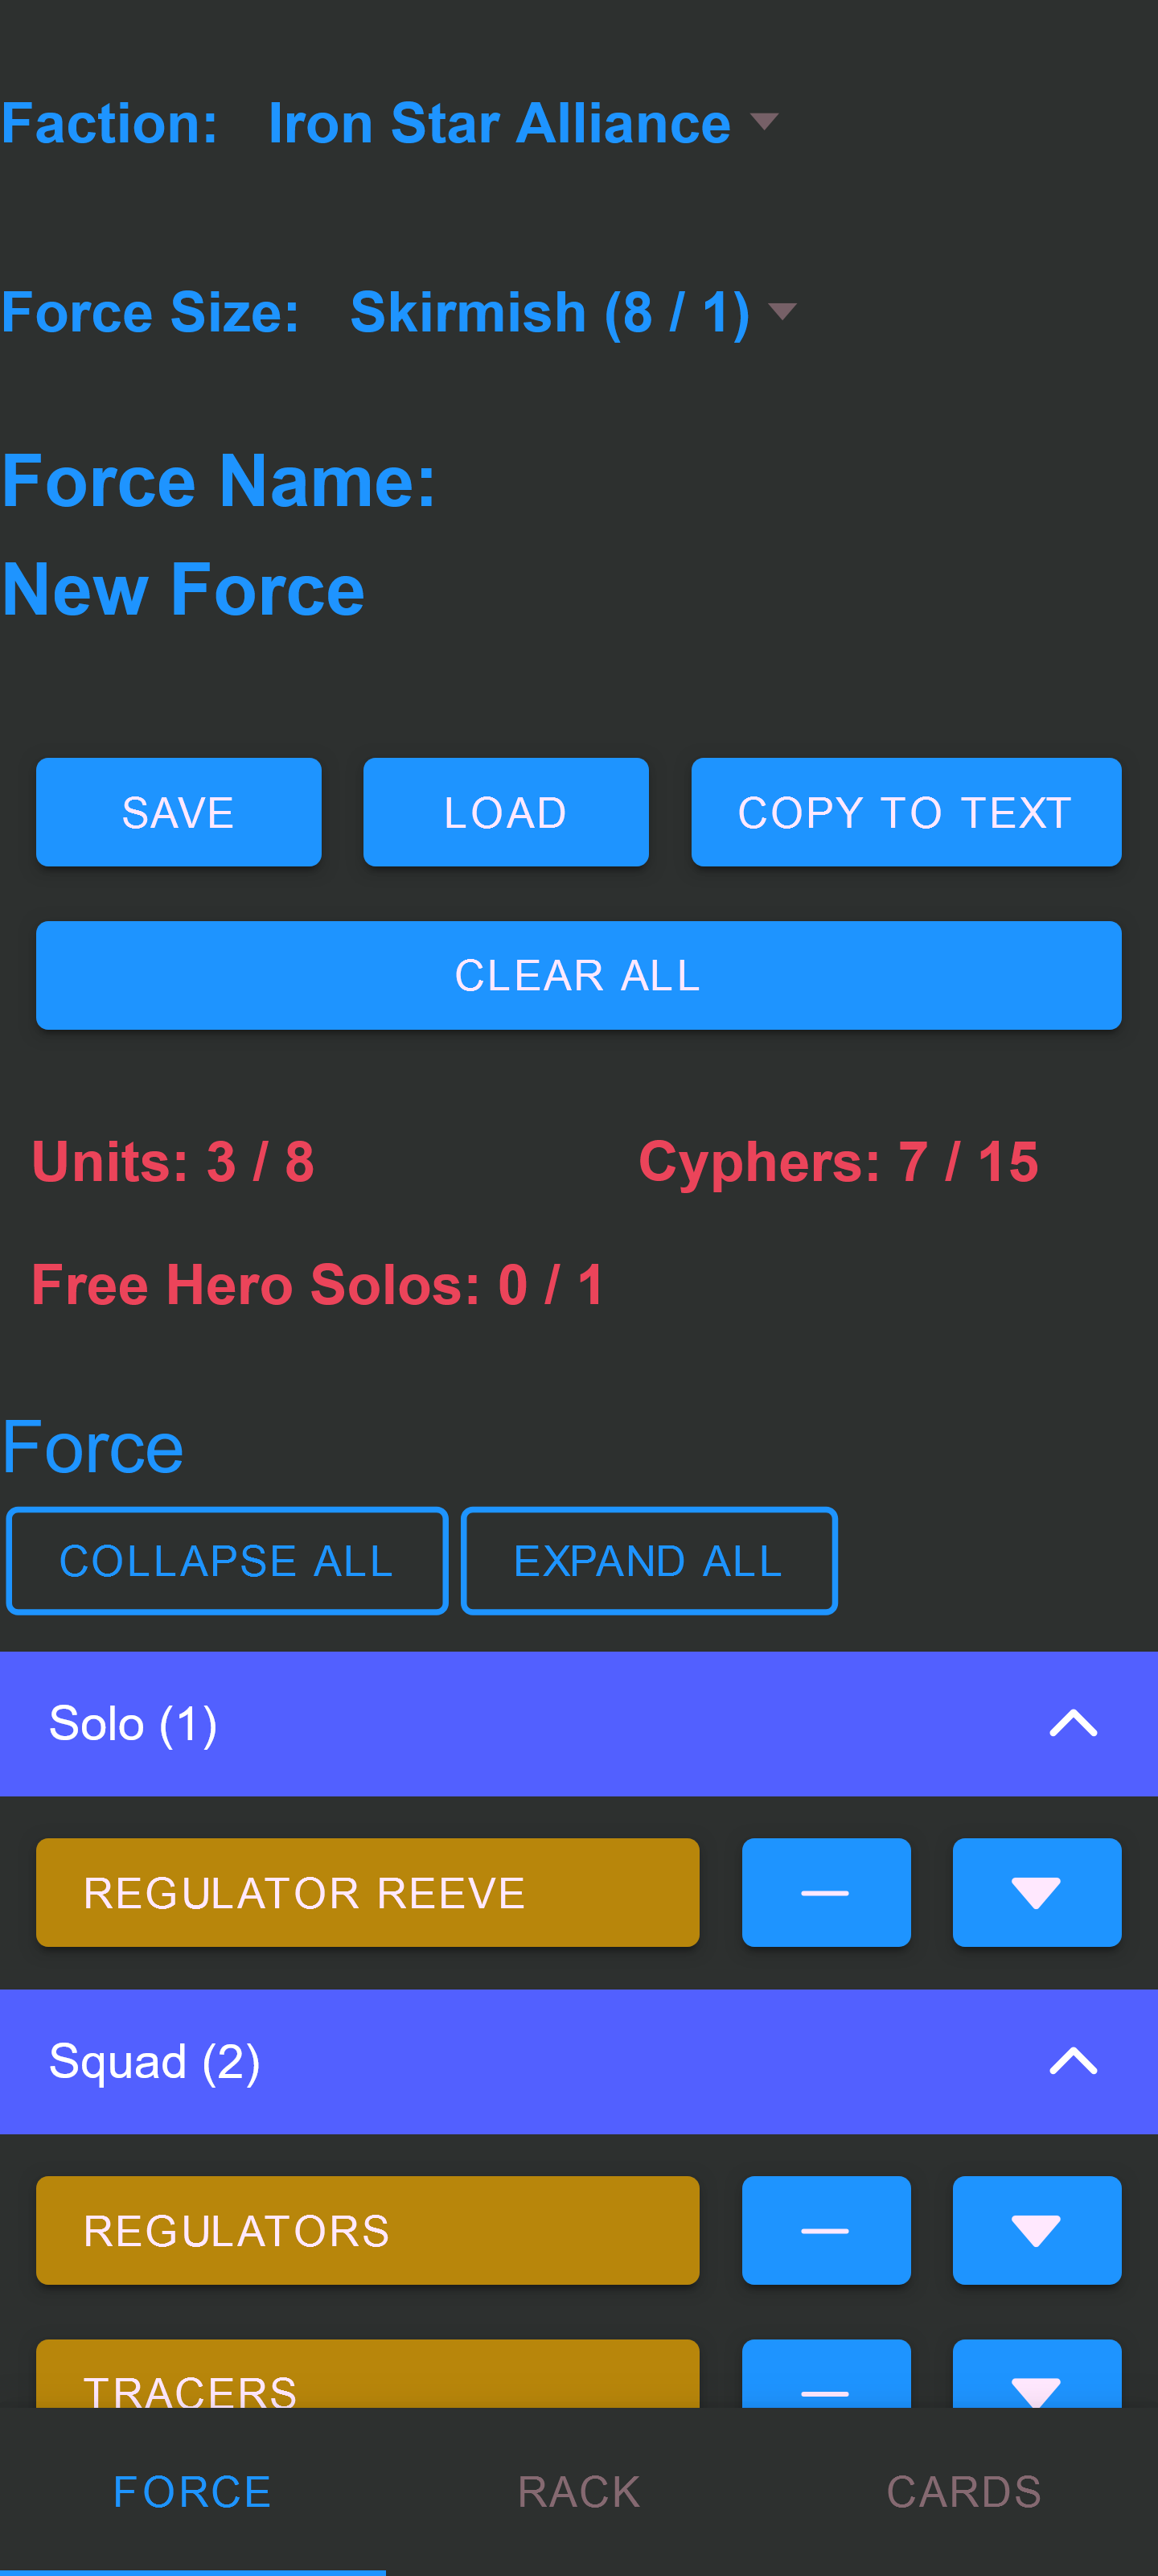 Faction: Iron Star Alliance
Force Size: Skirmish (8 / 1)
Force Name:
New Force
SAVE LOAD COPY TO TEXT
CLEAR ALL
Units: 3 / 8 Cyphers: 7 / 15
Free Hero Solos: 0 / 1
Force
COLLAPSE ALL EXPAND ALL
Solo (1)
REGULATOR REEVE
Squad (2)
REGULATORS
TRACERS
FORCE RACK CARDS